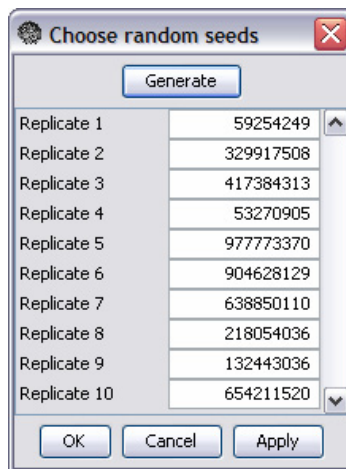 Choose random seeds
Generate
Replicate 1 59254249
Replicate 2 329917508
Replicate 3 417384313
Replicate 4 53270905
Replicate 5 977773370
Replicate 6 904628129
Replicate 7 638850110
Replicate 8 218054036
Replicate 9 132443036
Replicate 10 654211520
OK Cancel Apply